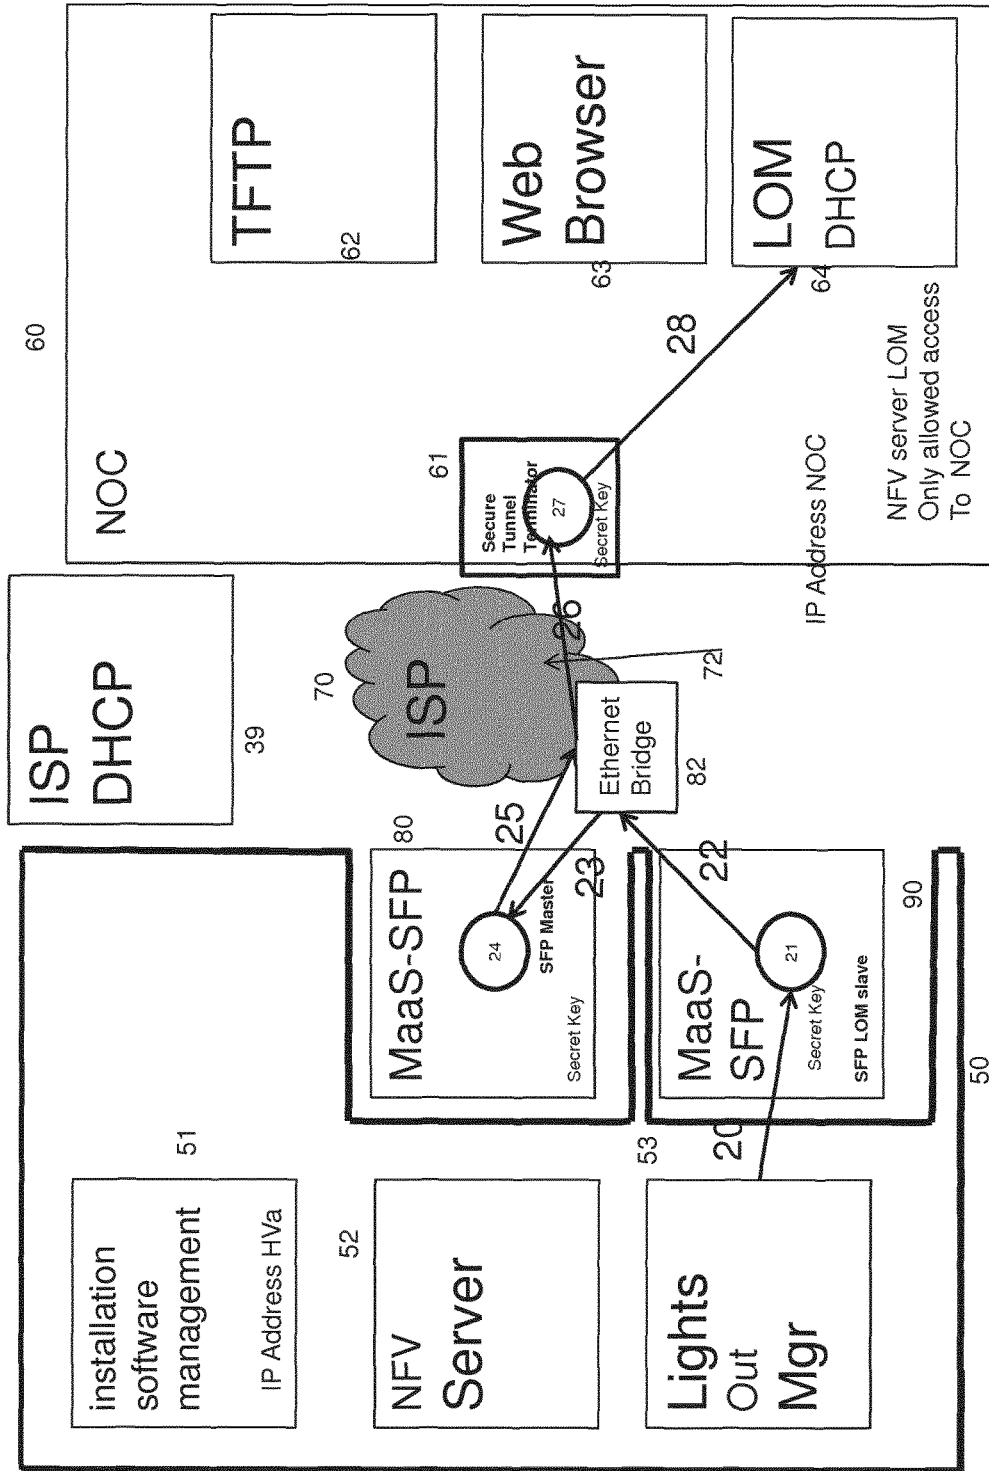 60
NOC
TFTP
62
Web
Browser
63
LOM
DHCP
64
28
61
Secure
Tunnel
Terminator
27
Secret Key
IP Address NOC
NFV server LOM
Only allowed access
To NOC
ISP
DHCP
39
70
ISP
26
72
Ethernet
Bridge
82
25
80
MaaS-SFP
24
SFP Master
Secret Key
23
22
MaaS-
SFP
21
Secret Key
SFP LOM slave
90
50
51
installation
software
management
IP Address HVa
52
NFV
Server
53
20
Lights
Out
Mgr